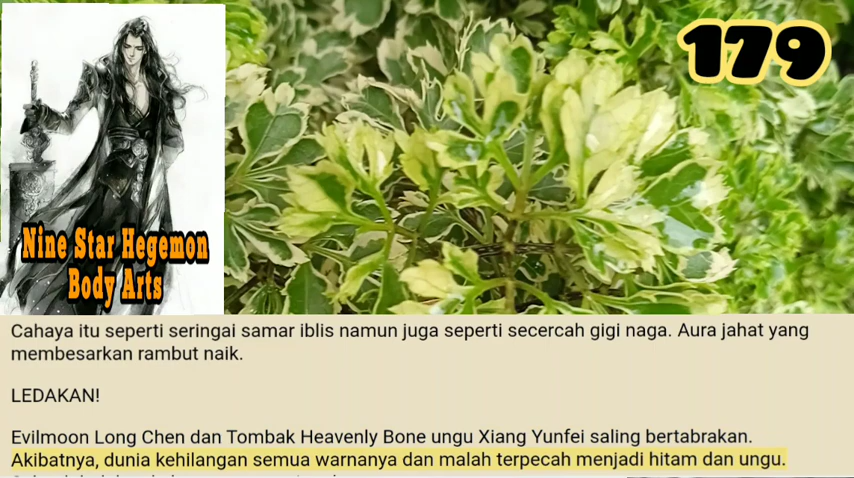 179
Nine Star Hegemon
Body Arts
Cahaya itu seperti seringai samar iblis namun juga seperti secercah gigi naga. Aura jahat yang
membesarkan rambut naik.
LEDAKAN!
Evilmoon Long Chen dan Tombak Heavenly Bone ungu Xiang Yunfei saling bertabrakan.
Akibatnya, dunia kehilangan semua warnanya dan malah terpecah menjadi hitam dan ungu.